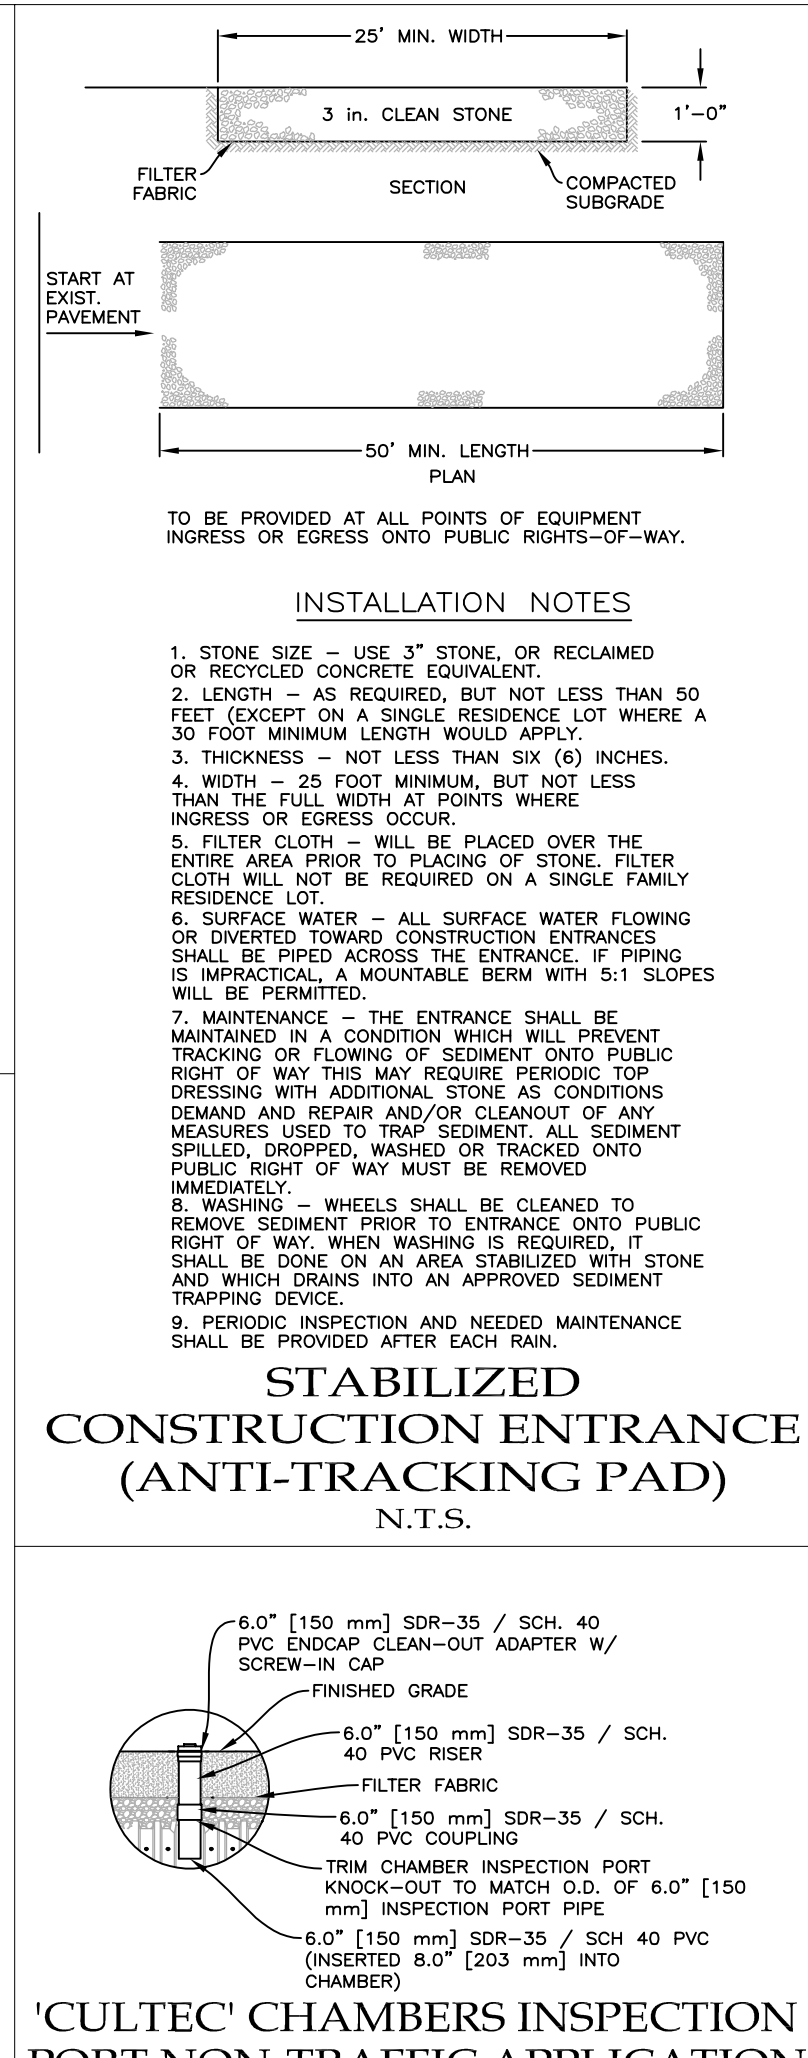 25' MIN. WIDTH
3 in. CLEAN STONE
1'-0"
FILTER
FABRIC
SECTION
COMPACTED
SUBGRADE
START AT
EXIST.
PAVEMENT
50' MIN. LENGTH
PLAN
TO BE PROVIDED AT ALL POINTS OF EQUIPMENT
INGRESS OR EGRESS ONTO PUBLIC RIGHTS-OF-WAY.
INSTALLATION NOTES
1. STONE SIZE - USE 3" STONE, OR RECLAIMED
OR RECYCLED CONCRETE EQUIVALENT.
2. LENGTH - AS REQUIRED, BUT NOT LESS THAN 50
FEET (EXCEPT ON A SINGLE RESIDENCE LOT WHERE A
30 FOOT MINIMUM LENGTH WOULD APPLY.
3. THICKNESS - NOT LESS THAN SIX (6) INCHES.
4. WIDTH - 25 FOOT MINIMUM, BUT NOT LESS
THAN THE FULL WIDTH AT POINTS WHERE
INGRESS OR EGRESS OCCUR.
5. FILTER CLOTH - WILL BE PLACED OVER THE
ENTIRE AREA PRIOR TO PLACING OF STONE. FILTER
CLOTH WILL NOT BE REQUIRED ON A SINGLE FAMILY
RESIDENCE LOT.
6. SURFACE WATER - ALL SURFACE WATER FLOWING
OR DIVERTED TOWARD CONSTRUCTION ENTRANCES
SHALL BE PIPED ACROSS THE ENTRANCE. IF PIPING
IS IMPRACTICAL, A MOUNTABLE BERM WITH 5:1 SLOPES
WILL BE PERMITTED.
7. MAINTENANCE - THE ENTRANCE SHALL BE
MAINTAINED IN A CONDITION WHICH WILL PREVENT
TRACKING OR FLOWING OF SEDIMENT ONTO PUBLIC
RIGHT OF WAY THIS MAY REQUIRE PERIODIC TOP
DRESSING WITH ADDITIONAL STONE AS CONDITIONS
DEMAND AND REPAIR AND/OR CLEANOUT OF ANY
MEASURES USED TO TRAP SEDIMENT. ALL SEDIMENT
SPILLED, DROPPED, WASHED OR TRACKED ONTO
PUBLIC RIGHT OF WAY MUST BE REMOVED
IMMEDIATELY.
8. WASHING - WHEELS SHALL BE CLEANED TO
REMOVE SEDIMENT PRIOR TO ENTRANCE ONTO PUBLIC
RIGHT OF WAY. WHEN WASHING IS REQUIRED, IT
SHALL BE DONE ON AN AREA STABILIZED WITH STONE
AND WHICH DRAINS INTO AN APPROVED SEDIMENT
TRAPPING DEVICE.
9. PERIODIC INSPECTION AND NEEDED MAINTENANCE
SHALL BE PROVIDED AFTER EACH RAIN.
STABILIZED
CONSTRUCTION ENTRANCE
(ANTI-TRACKING PAD)
N.T.S.
6.0" [150 mm] SDR-35 / SCH. 40
PVC ENDCAP CLEAN-OUT ADAPTER W/
SCREW-IN CAP
FINISHED GRADE
6.0" [150 mm] SDR-35 / SCH.
40 PVC RISER
FILTER FABRIC
6.0" [150 mm] SDR-35 / SCH.
40 PVC COUPLING
TRIM CHAMBER INSPECTION PORT
KNOCK-OUT TO MATCH O.D. OF 6.0" [150
mm] INSPECTION PORT PIPE
6.0" [150 mm] SDR-35 / SCH 40 PVC
(INSERTED 8.0" [203 mm] INTO
CHAMBER)
'CULTEC' CHAMBERS INSPECTION
PORT NON-TRAFFIC APPLICATION